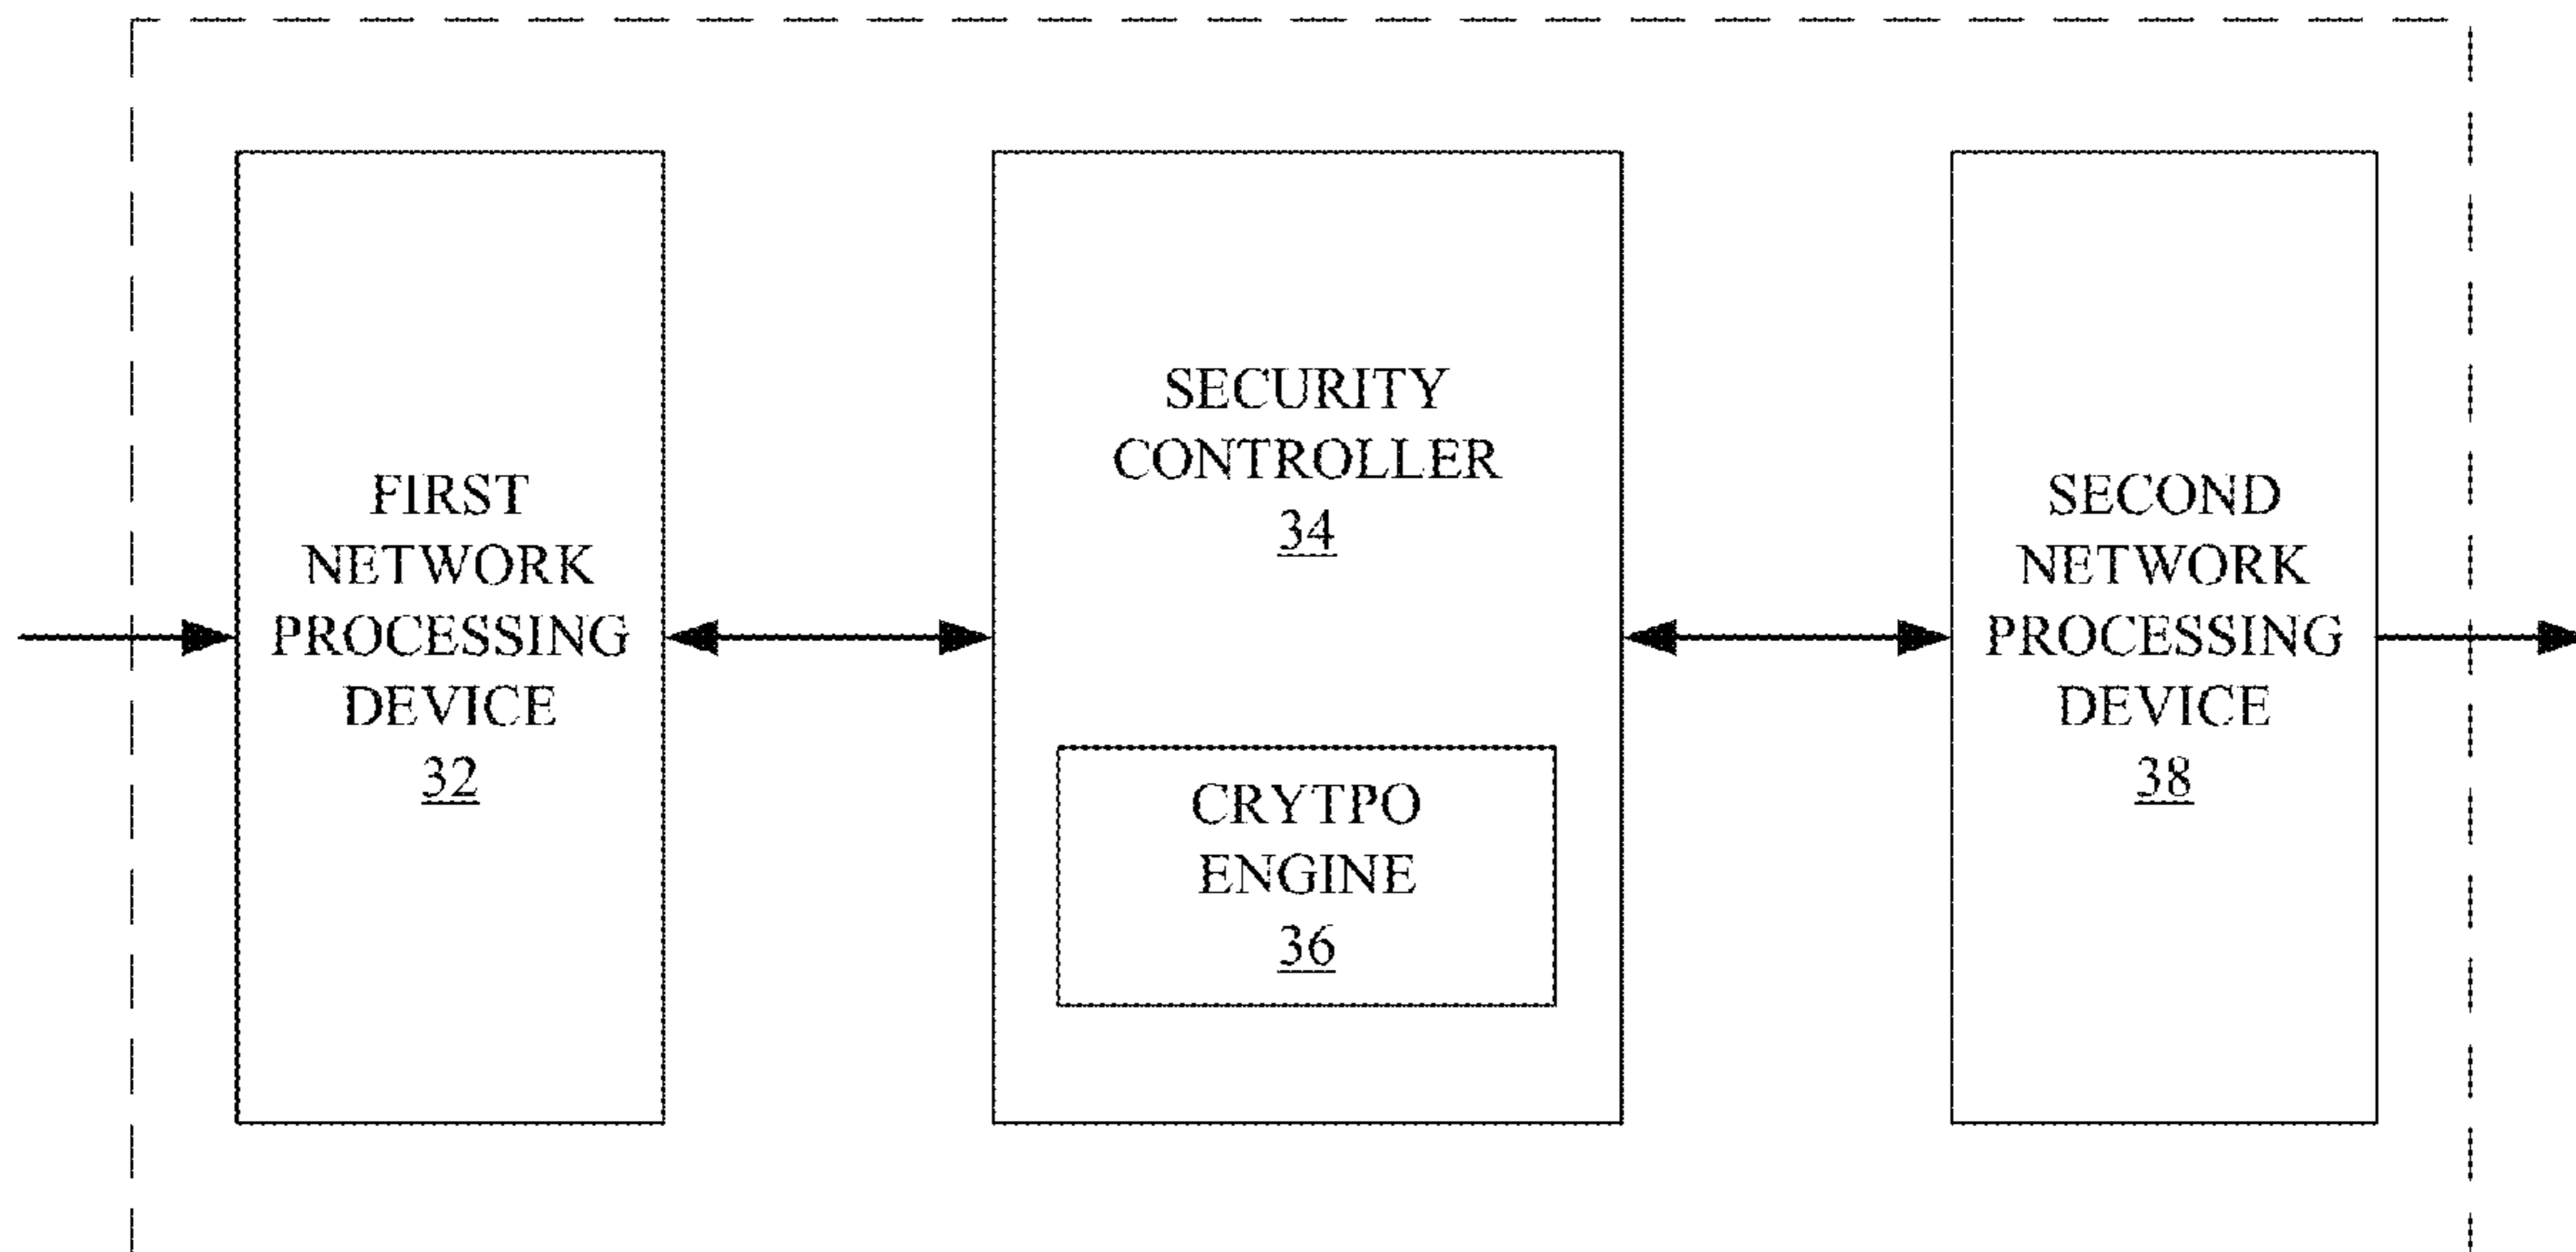 FIRST
NETWORK
PROCESSING
DEVICE
32
SECURITY
CONTROLLER
34
CRYTPO
ENGINE
36
SECOND
NETWORK
PROCESSING
DEVICE
38